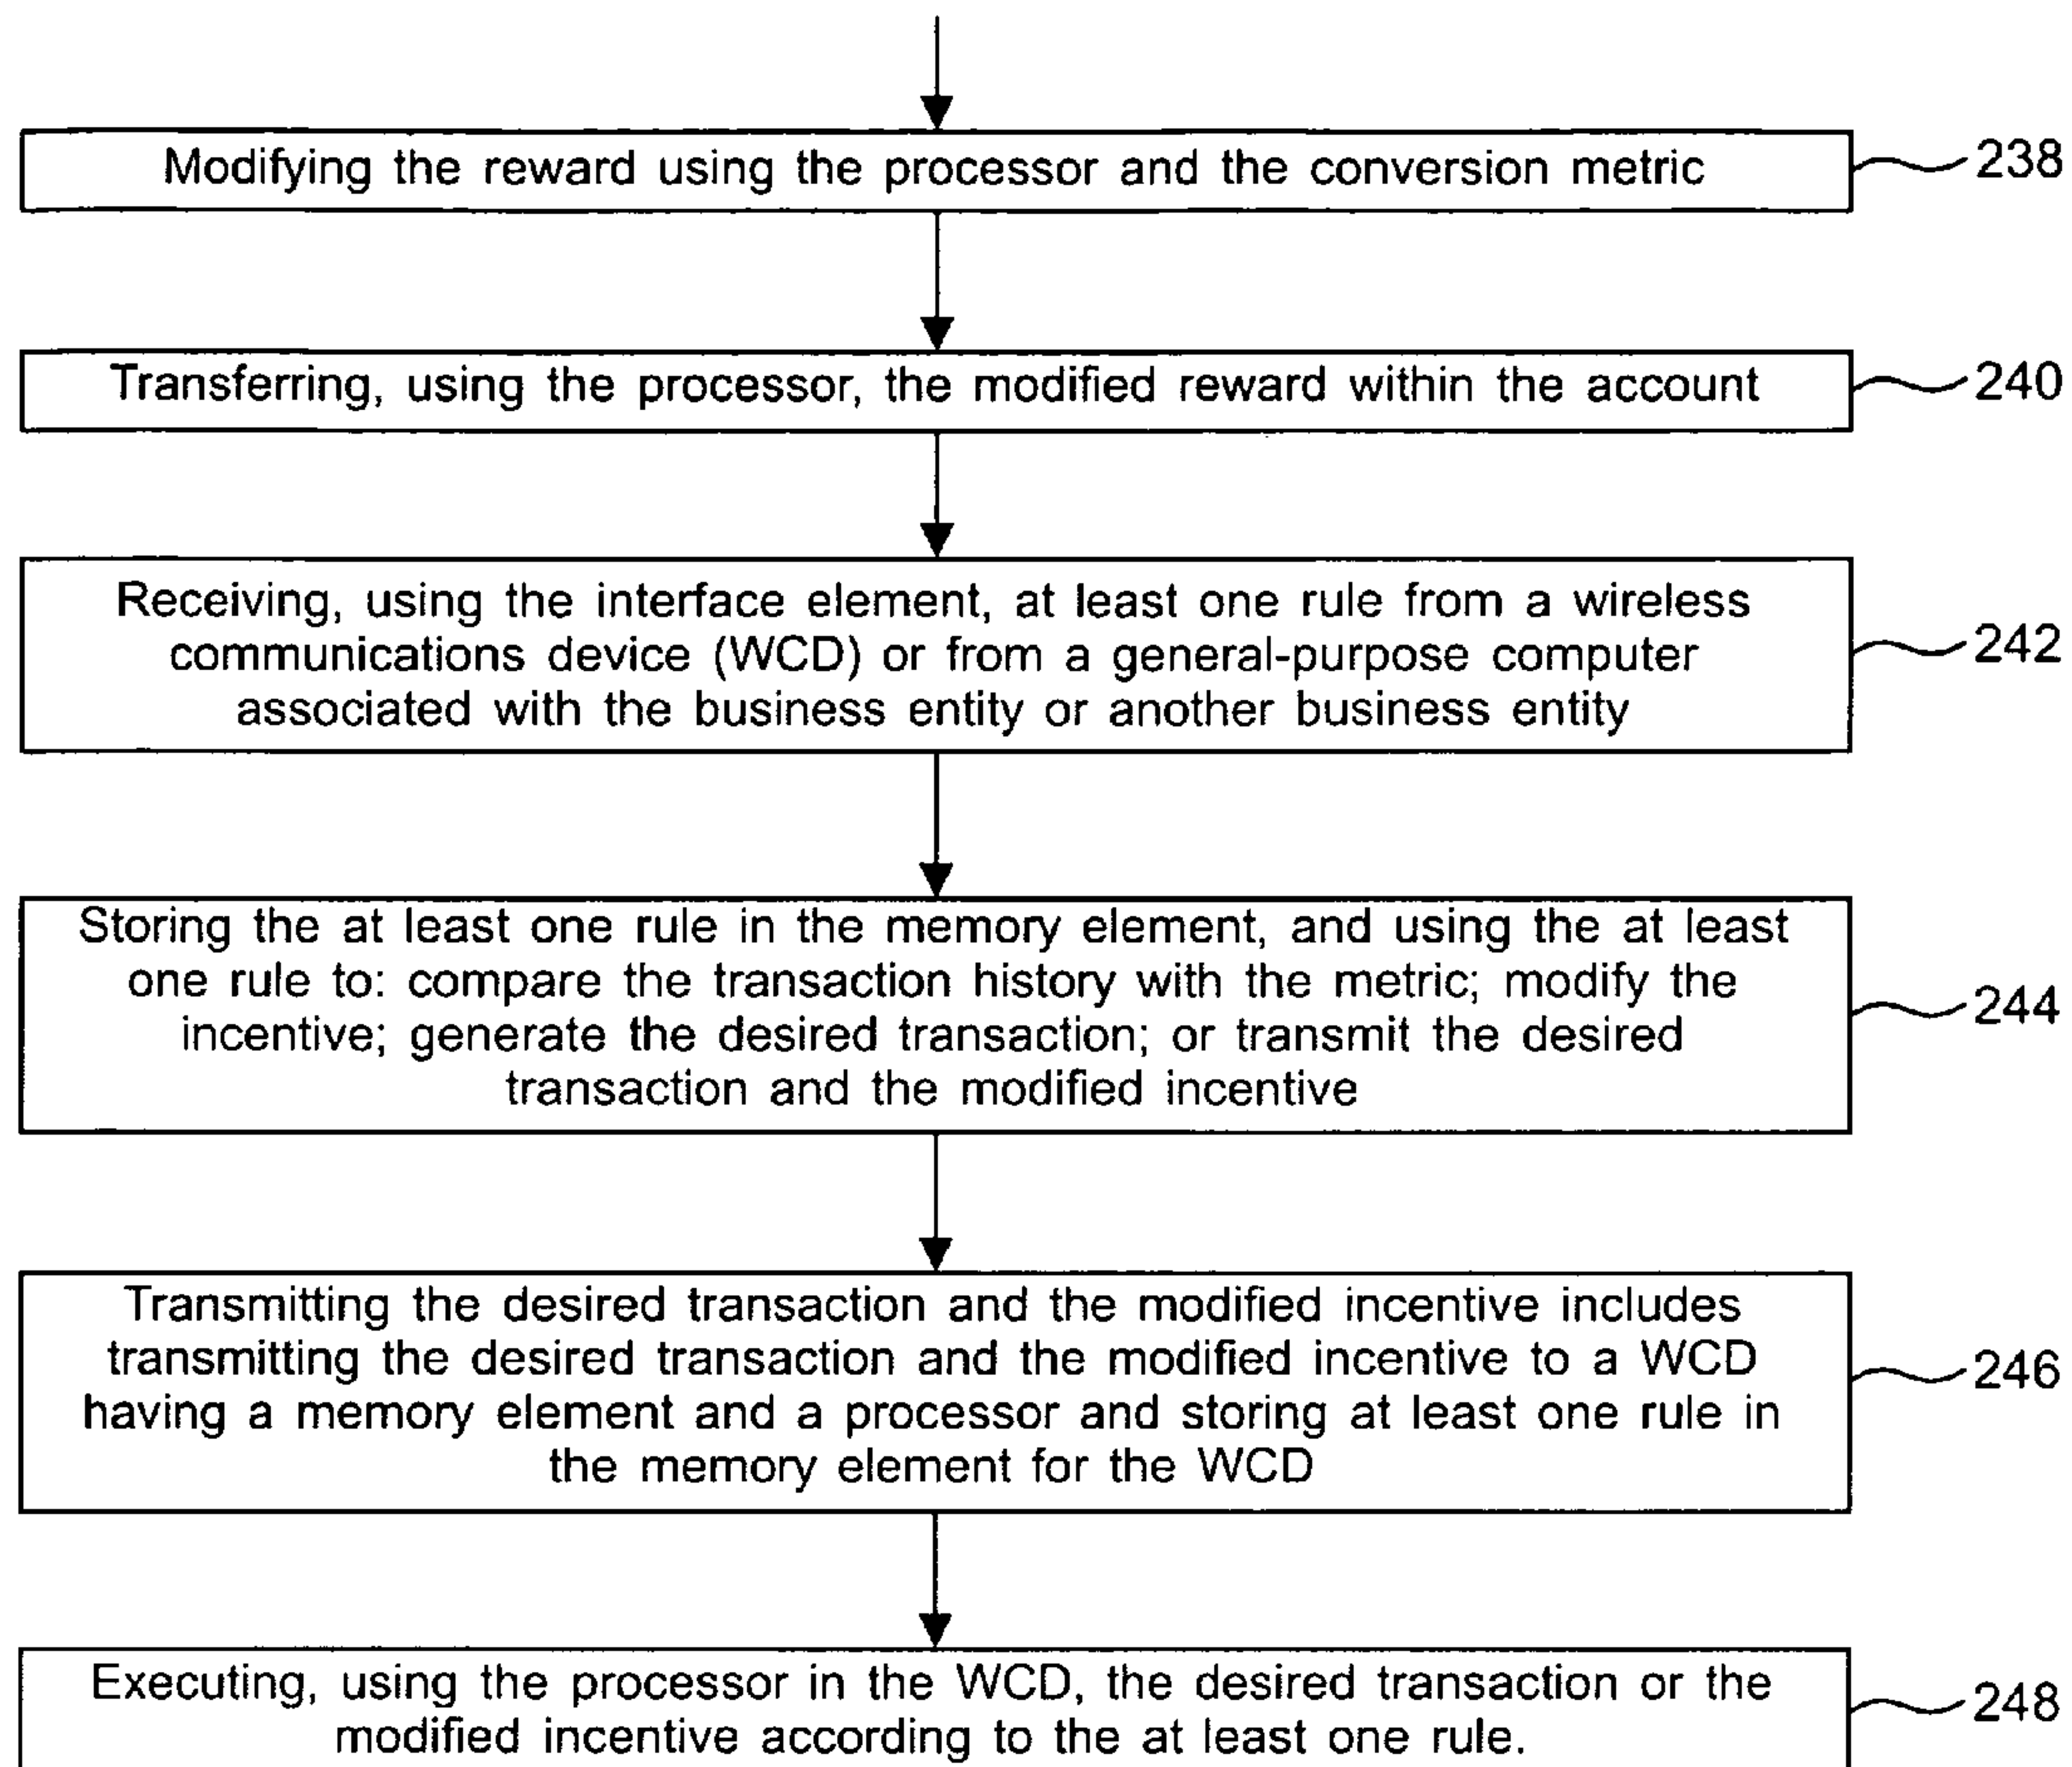 Modifying the reward using the processor and the conversion metric
238
Transferring, using the processor, the modified reward within the account
240
Receiving, using the interface element, at least one rule from a wireless
communications device (WCD) or from a general-purpose computer
associated with the business entity or another business entity
242
Storing the at least one rule in the memory element, and using the at least
one rule to: compare the transaction history with the metric; modify the
incentive; generate the desired transaction; or transmit the desired
transaction and the modified incentive
244
Transmitting the desired transaction and the modified incentive includes
transmitting the desired transaction and the modified incentive to a WCD
having a memory element and a processor and storing at least one rule in
the memory element for the WCD
246
Executing, using the processor in the WCD, the desired transaction or the
modified incentive according to the at least one rule.
248